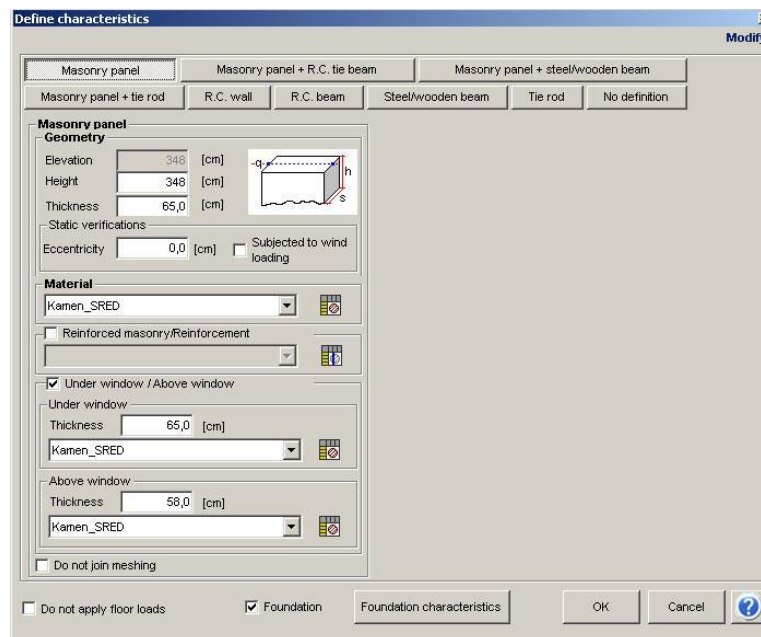 Define characteristics
Modify
Masonry panel Masonry panel + R.C. tie beam Masonry panel + steel/wooden beam
Masonry panel + tie rod R.C. wall R.C. beam Steel/wooden beam Tie rod No definition
Masonry panel
Geometry
Elevation 348 [cm]
Height 348 [cm]
Thickness 65,0 [cm]
-q
h
s
Static verifications
Eccentricity 0,0 [cm] Subjected to wind
loading
Material
Kamen_SRED
Reinforced masonry/Reinforcement
Under window / Above window
Under window
Thickness 65,0 [cm]
Kamen_SRED
Above window
Thickness 58,0 [cm]
Kamen_SRED
Do not join meshing
Do not apply floor loads Foundation Foundation characteristics OK Cancel ?